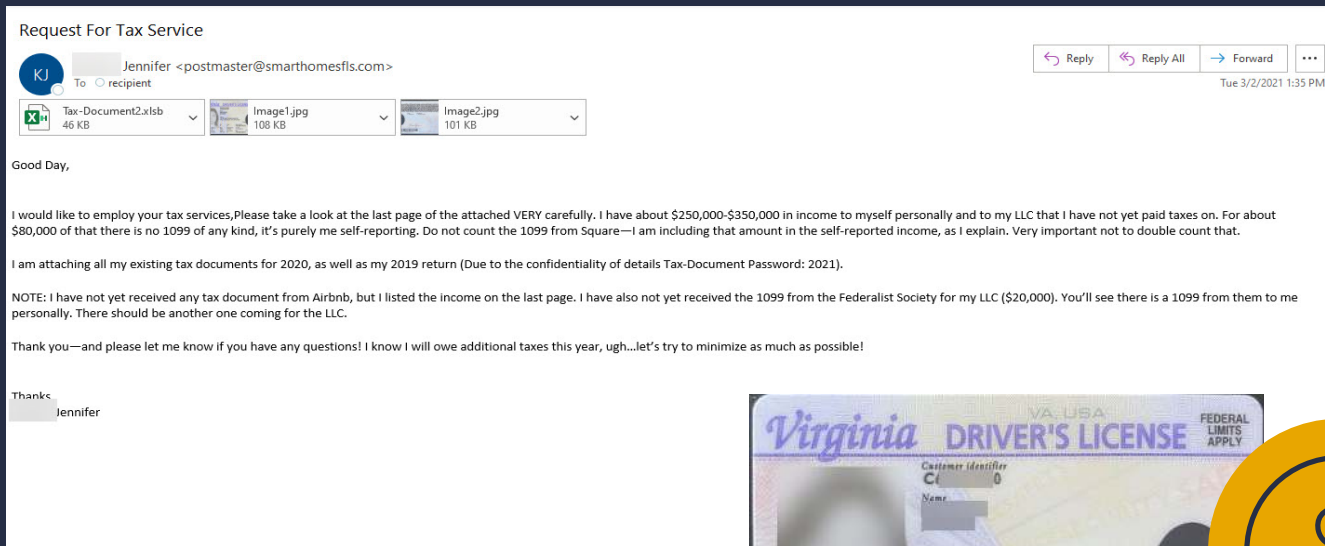 Request For Tax Service
KJ
Jennifer <postmaster@smarthomesfls.com>
To recipient
Reply
Reply All
Forward
...
Tue 3/2/2021 1:35 PM
Tax-Document2.xlsb
46 KB
Image1.jpg
108 KB
Image2.jpg
101 KB
Good Day,
I would like to employ your tax services,Please take a look at the last page of the attached VERY carefully. I have about $250,000-$350,000 in income to myself personally and to my LLC that I have not yet paid taxes on. For about
$80,000 of that there is no 1099 of any kind, it’s purely me self-reporting. Do not count the 1099 from Square—I am including that amount in the self-reported income, as I explain. Very important not to double count that.
I am attaching all my existing tax documents for 2020, as well as my 2019 return (Due to the confidentiality of details Tax-Document Password: 2021).
NOTE: I have not yet received any tax document from Airbnb, but I listed the income on the last page. I have also not yet received the 1099 from the Federalist Society for my LLC ($20,000). You’ll see there is a 1099 from them to me
personally. There should be another one coming for the LLC.
Thank you—and please let me know if you have any questions! I know I will owe additional taxes this year, ugh...let’s try to minimize as much as possible!
Thanks
Jennifer
VA, USA
Virginia DRIVER'S LICENSE
FEDERAL
LIMITS
APPLY
Customer Identifier
Name